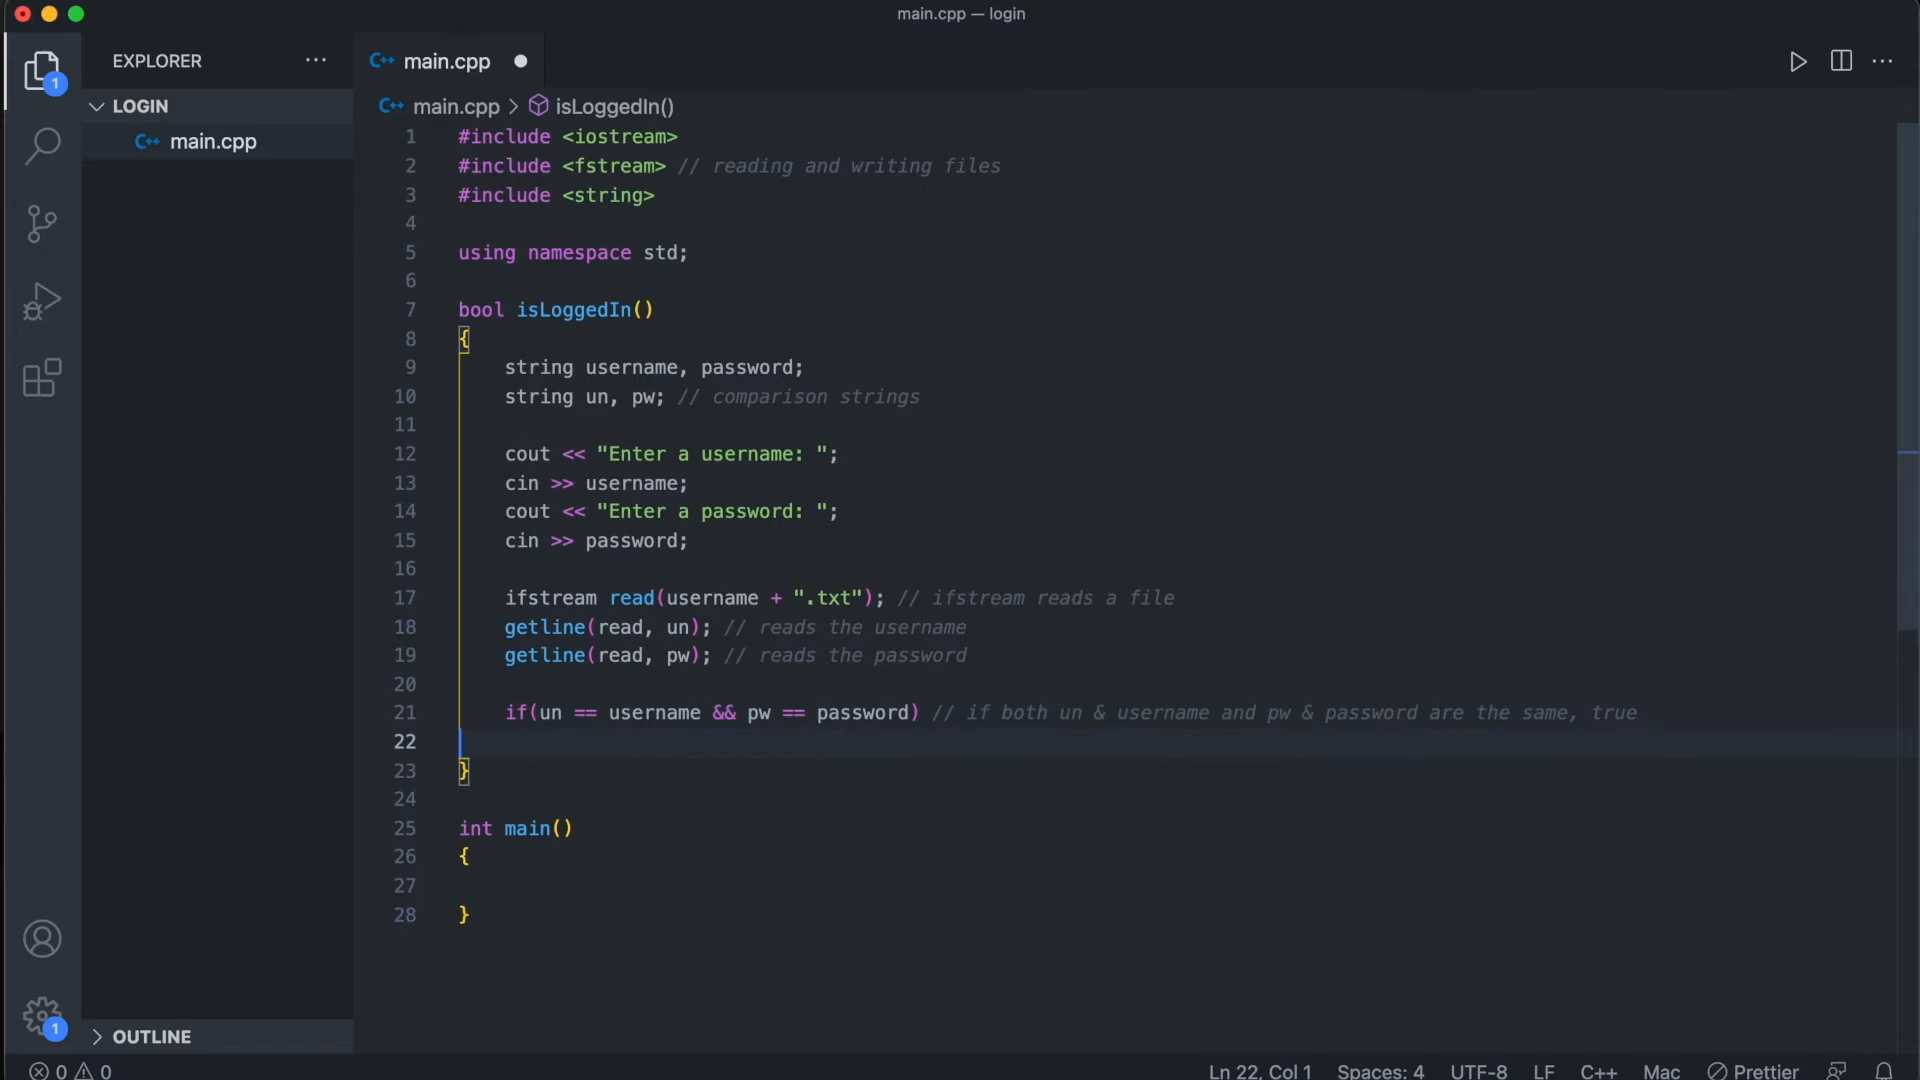 main.cpp — login
EXPLORER ···
C++ main.cpp
1
LOGIN
C++ main.cpp
C++ main.cpp > isLoggedIn()
1 #include <iostream>
2 #include <fstream> // reading and writing files
3 #include <string>
4
5 using namespace std;
6
7 bool isLoggedIn()
8 {
9 string username, password;
10 string un, pw; // comparison strings
11
12 cout << "Enter a username: ";
13 cin >> username;
14 cout << "Enter a password: ";
15 cin >> password;
16
17 ifstream read(username + ".txt"); // ifstream reads a file
18 getline(read, un); // reads the username
19 getline(read, pw); // reads the password
20
21 if(un == username && pw == password) // if both un & username and pw & password are the same, true
22
23 }
24
25 int main()
26 {
27
28 }
1
OUTLINE
0 0
Ln 22, Col 1 Spaces: 4 UTF-8 LF C++ Mac Prettier